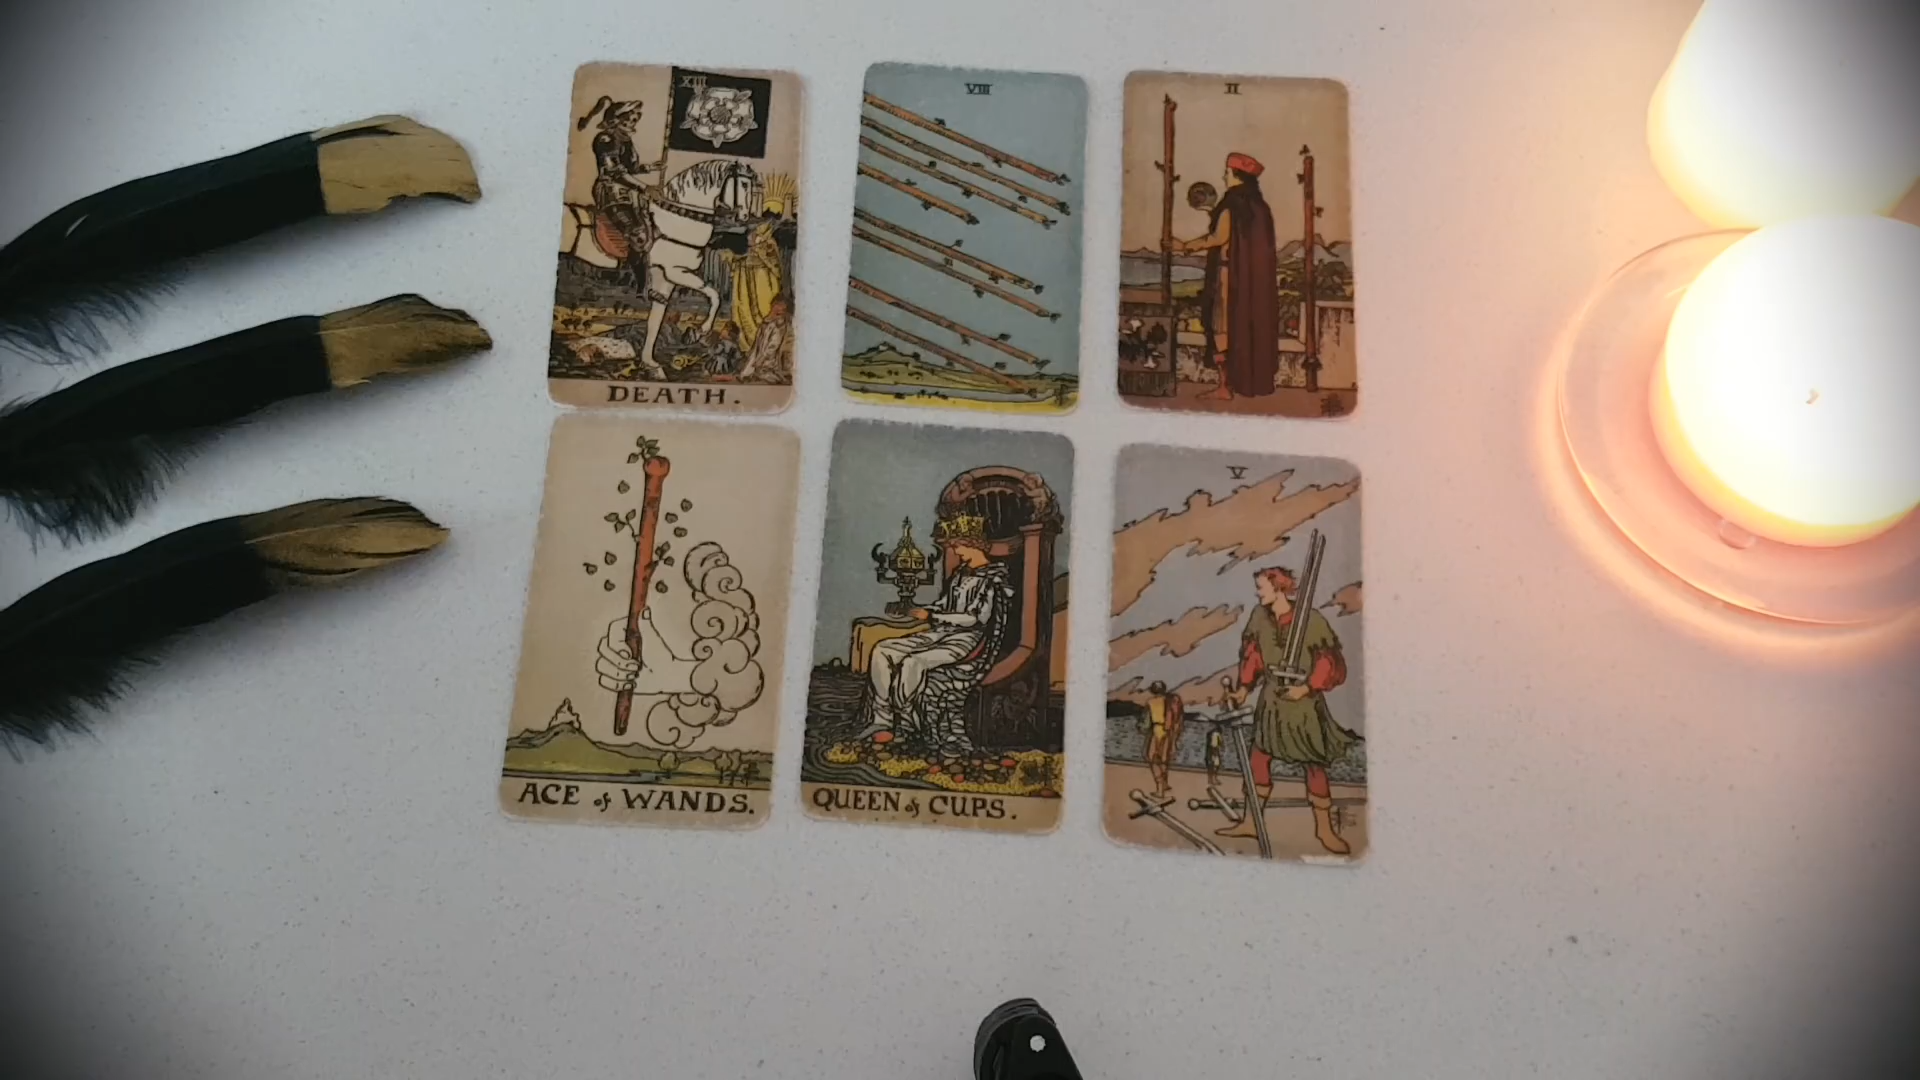 XIII
VIII
II
DEATH.
V
ACE of WANDS.
QUEEN of CUPS.